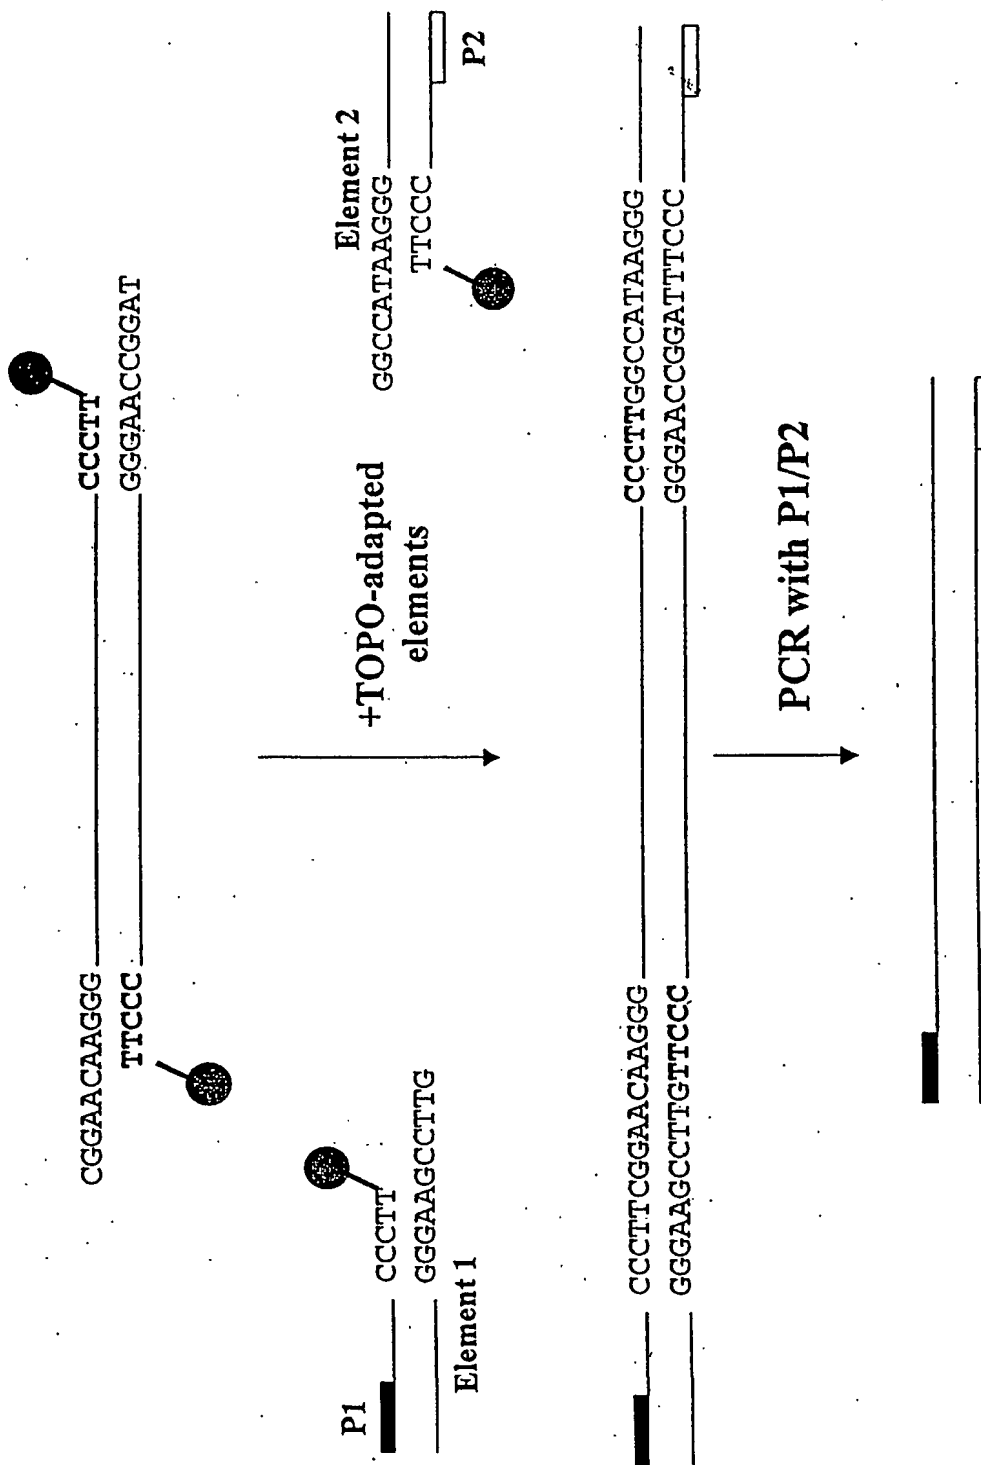 CGGAACAAGGG CCCTT
TTCCC GGGAACCGGAT
P1 CCCTT
GGGAAGCCTTG
Element 1
+TOPO-adapted
elements
Element 2
GGCCATAAGGG
TTCCC
P2
CCCTTCGGAACAAGGG CCCTTGGCCATAAGGG
GGGAAGCCTTGTTCCC GGGAACCGGATTTCCC
PCR with P1/P2